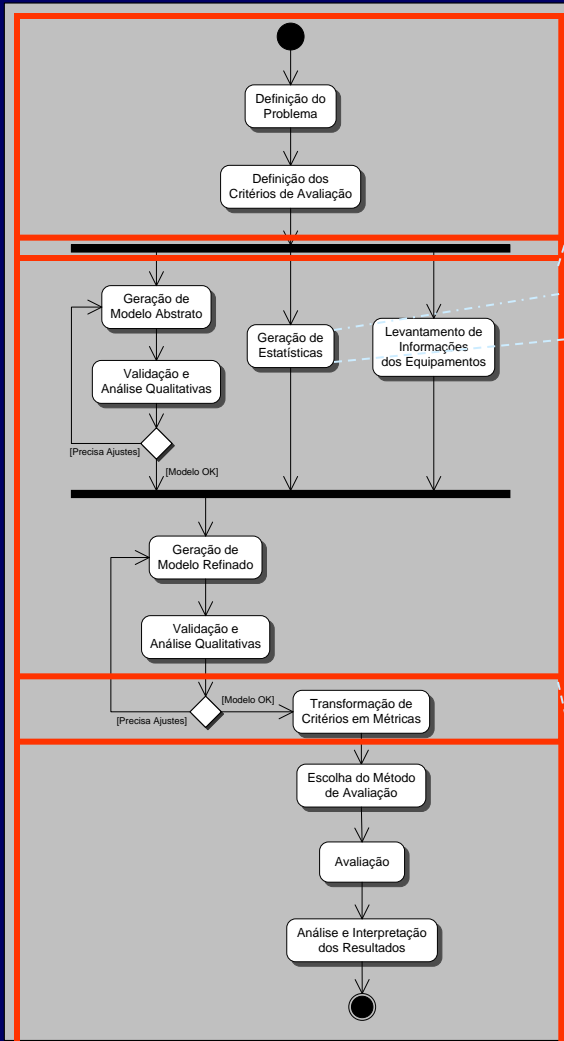 Definição do
Problema
Definição dos
Critérios de Avaliação
Geração de
Modelo Abstrato
Geração de
Estatísticas
Levantamento de
Informações
dos Equipamentos
Validação e
Análise Qualitativas
[Precisa Ajustes]
[Modelo OK]
Geração de
Modelo Refinado
Validação e
Análise Qualitativas
[Modelo OK]
[Precisa Ajustes]
Transformação de
Critérios em Métricas
Escolha do Método
de Avaliação
Avaliação
Análise e Interpretação
dos Resultados